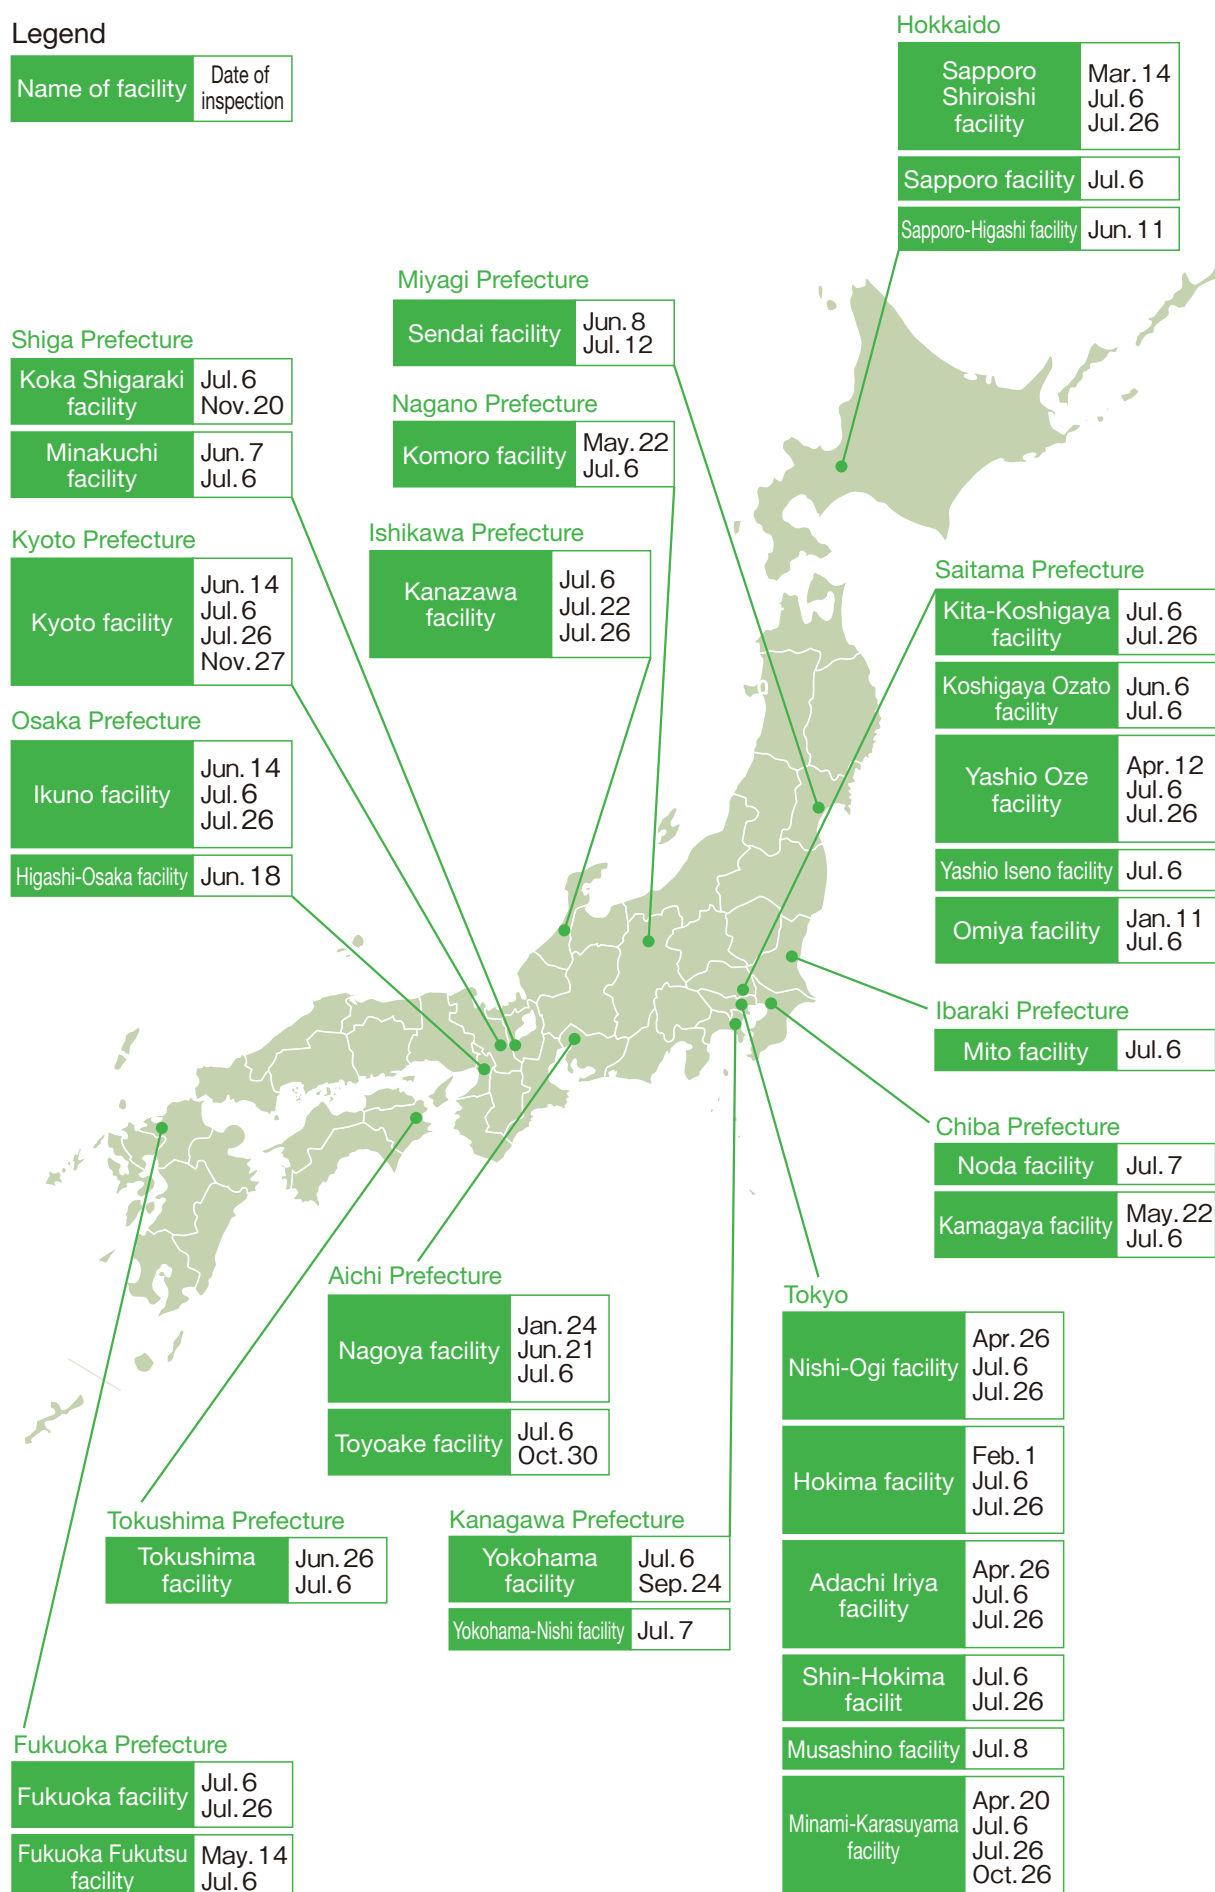 Legend
Name of facility
Date of
inspection
Hokkaido
Sapporo
Shiroishi
facility
Mar. 14
Jul. 6
Jul. 26
Sapporo facility
Jul. 6
Sapporo-Higashi facility
Jun. 11
Miyagi Prefecture
Sendai facility
Jun. 8
Jul. 12
Nagano Prefecture
Komoro facility
May. 22
Jul. 6
Ishikawa Prefecture
Kanazawa
facility
Jul. 6
Jul. 22
Jul. 26
Shiga Prefecture
Koka Shigaraki
facility
Jul. 6
Nov. 20
Minakuchi
facility
Jun. 7
Jul. 6
Kyoto Prefecture
Kyoto facility
Jun. 14
Jul. 6
Jul. 26
Nov. 27
Osaka Prefecture
Ikuno facility
Jun. 14
Jul. 6
Jul. 26
Higashi-Osaka facility
Jun. 18
Saitama Prefecture
Kita-Koshigaya
facility
Jul. 6
Jul. 26
Koshigaya Ozato
facility
Jun. 6
Jul. 6
Yashio Oze
facility
Apr. 12
Jul. 6
Jul. 26
Yashio Iseno facility
Jul. 6
Omiya facility
Jan. 11
Jul. 6
Ibaraki Prefecture
Mito facility
Jul. 6
Chiba Prefecture
Noda facility
Jul. 7
Kamagaya facility
May. 22
Jul. 6
Tokyo
Nishi-Ogi facility
Apr. 26
Jul. 6
Jul. 26
Hokima facility
Feb. 1
Jul. 6
Jul. 26
Adachi Iriya
facility
Apr. 26
Jul. 6
Jul. 26
Shin-Hokima
facilit
Jul. 6
Jul. 26
Musashino facility
Jul. 8
Minami-Karasuyama
facility
Apr. 20
Jul. 6
Jul. 26
Oct. 26
Aichi Prefecture
Nagoya facility
Jan. 24
Jun. 21
Jul. 6
Toyoake facility
Jul. 6
Oct. 30
Tokushima Prefecture
Tokushima
facility
Jun. 26
Jul. 6
Kanagawa Prefecture
Yokohama
facility
Jul. 6
Sep. 24
Yokohama-Nishi facility
Jul. 7
Fukuoka Prefecture
Fukuoka facility
Jul. 6
Jul. 26
Fukuoka Fukutsu
facility
May. 14
Jul. 6